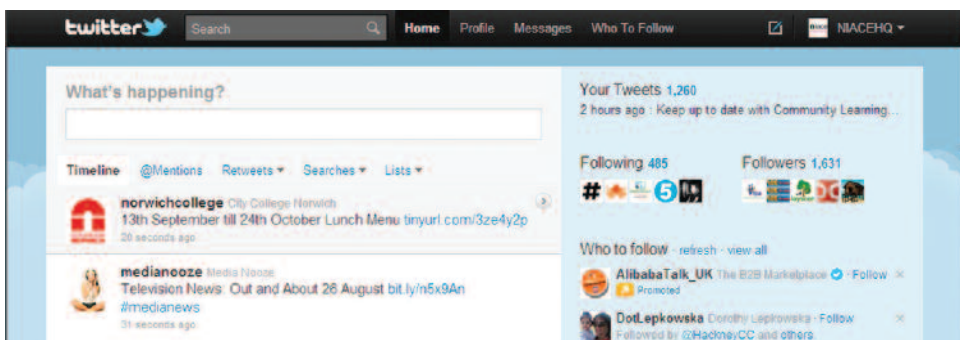 twitter
Search
Home Profile Messages Who To Follow
NIACEHQ
What's happening?
Timeline @Mentions Retweets Searches Lists
norwichcollege City College Norwich
13th September till 24th October Lunch Menu tinyurl.com/3ze4y2p
26 seconds ago
medianooze Media Nooze
Television News: Out and About 26 August bit.ly/n5x9An
#medianews
31 seconds ago
Your Tweets 1,260
2 hours ago : Keep up to date with Community Learning...
Following 485
Followers 1,631
Who to follow · refresh · view all
AlibabaTalk_UK The B2B Marketplace · Follow ×
Promoted
DotLepkowska Dorothy Lepkowska · Follow ×
Followed by @HackneyCC and others